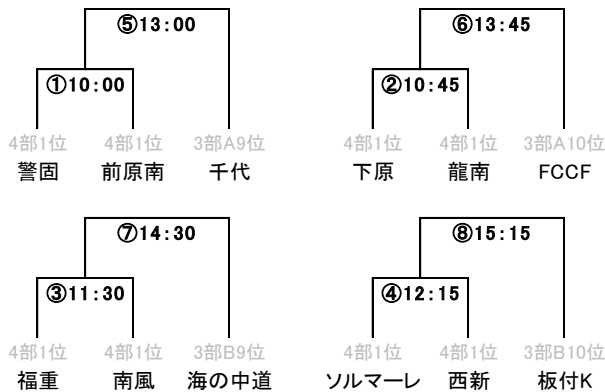 ⑤13:00 ⑥13:45
①10:00 ②10:45
4部1位 4部1位 3部A9位 4部1位 4部1位 3部A10位
警固 前原南 千代 下原 龍南 FCCF
⑦14:30 ⑧15:15
③11:30 ④12:15
4部1位 4部1位 3部B9位 4部1位 4部1位 3部B10位
福重 南風 海の中道 ソルマーレ 西新 板付K